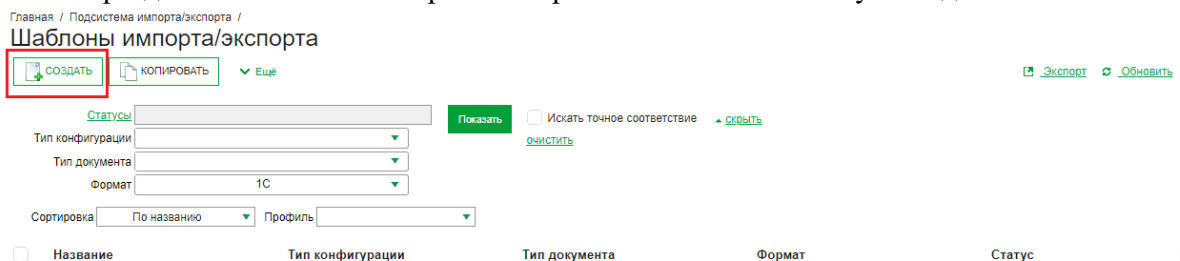 Главная / Подсистема импорта/экспорта /
Шаблоны импорта/экспорта
СОЗДАТЬ КОПИРОВАТЬ Ещё Экспорт Обновить
Статусы Показать Искать точное соответствие скрыть
Тип конфигурации очистить
Тип документа
Формат 1С
Сортировка По названию Профиль
Название Тип конфигурации Тип документа Формат Статус